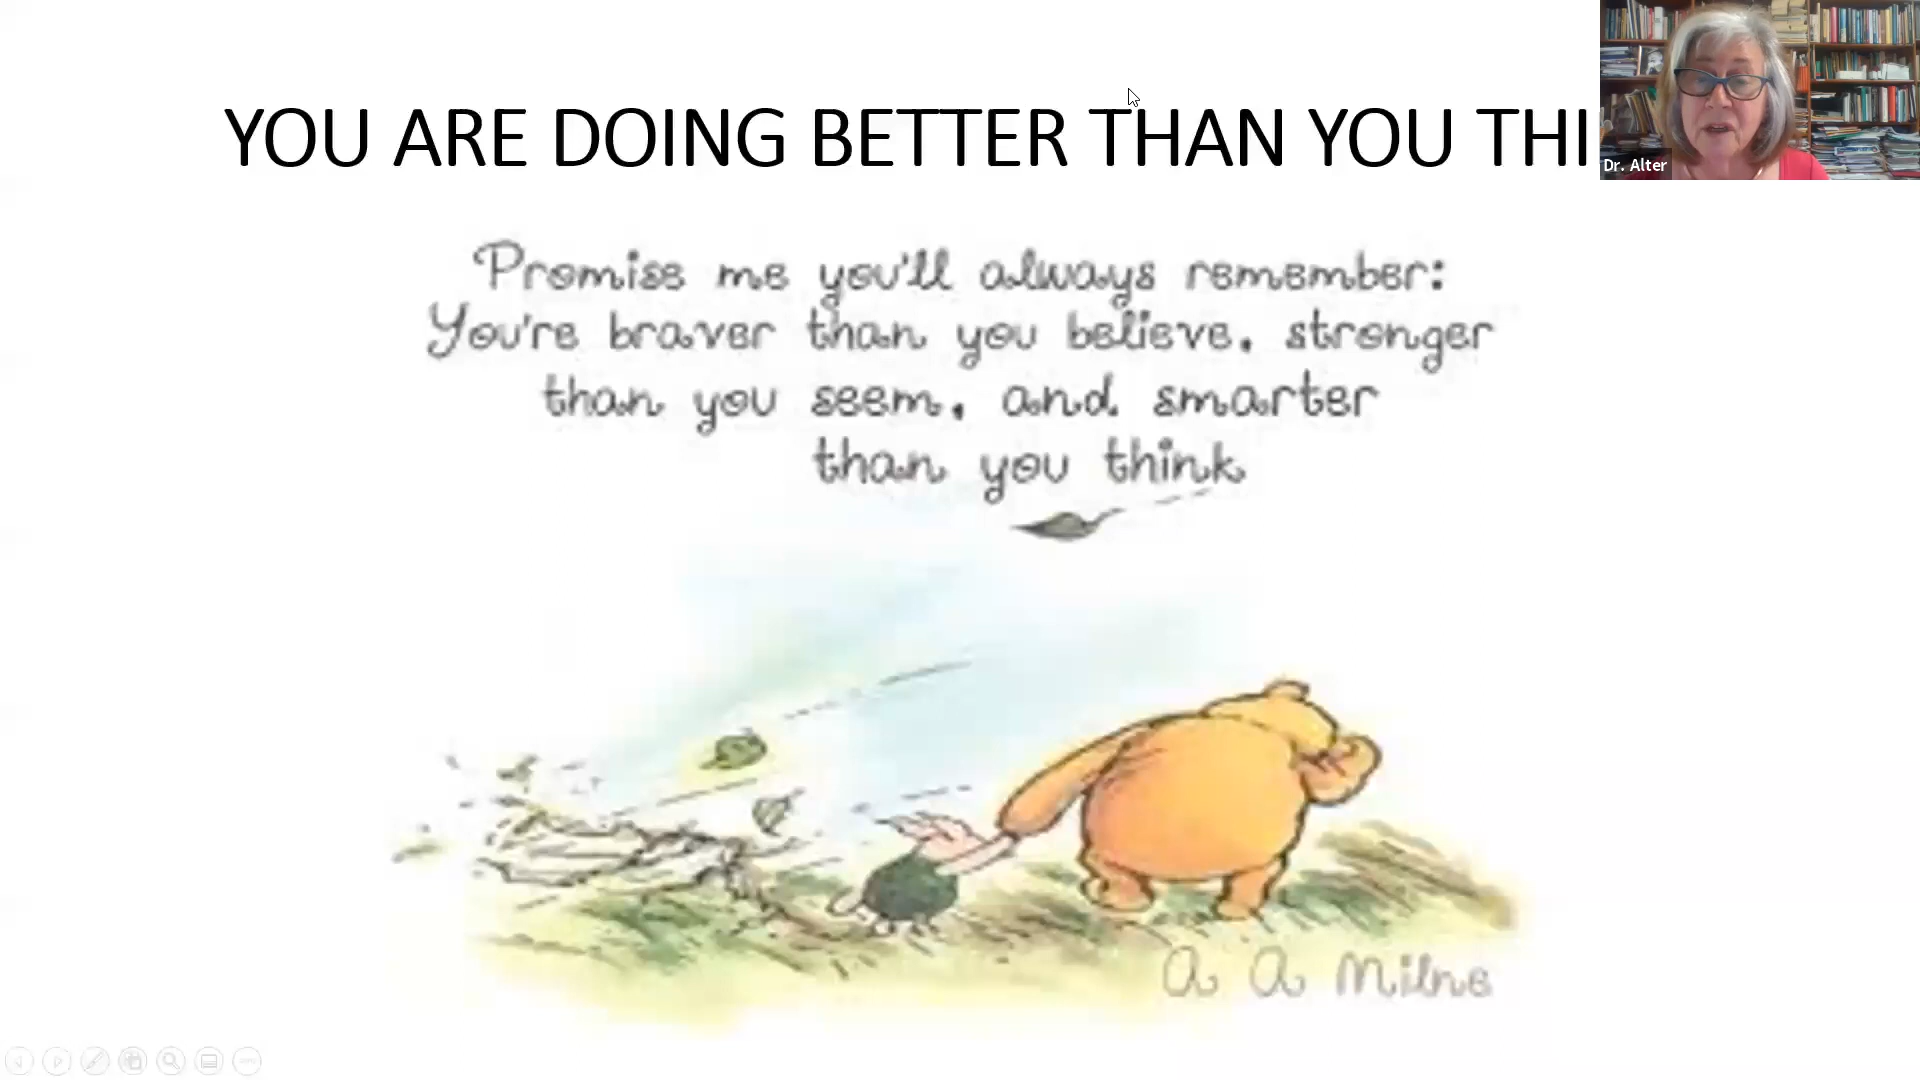 YOU ARE DOING BETTER THAN YOU THI
Dr. Alter
Promise me you'll always remember:
You're braver than you believe, stronger
than you seem, and smarter
than you think
A A Milne